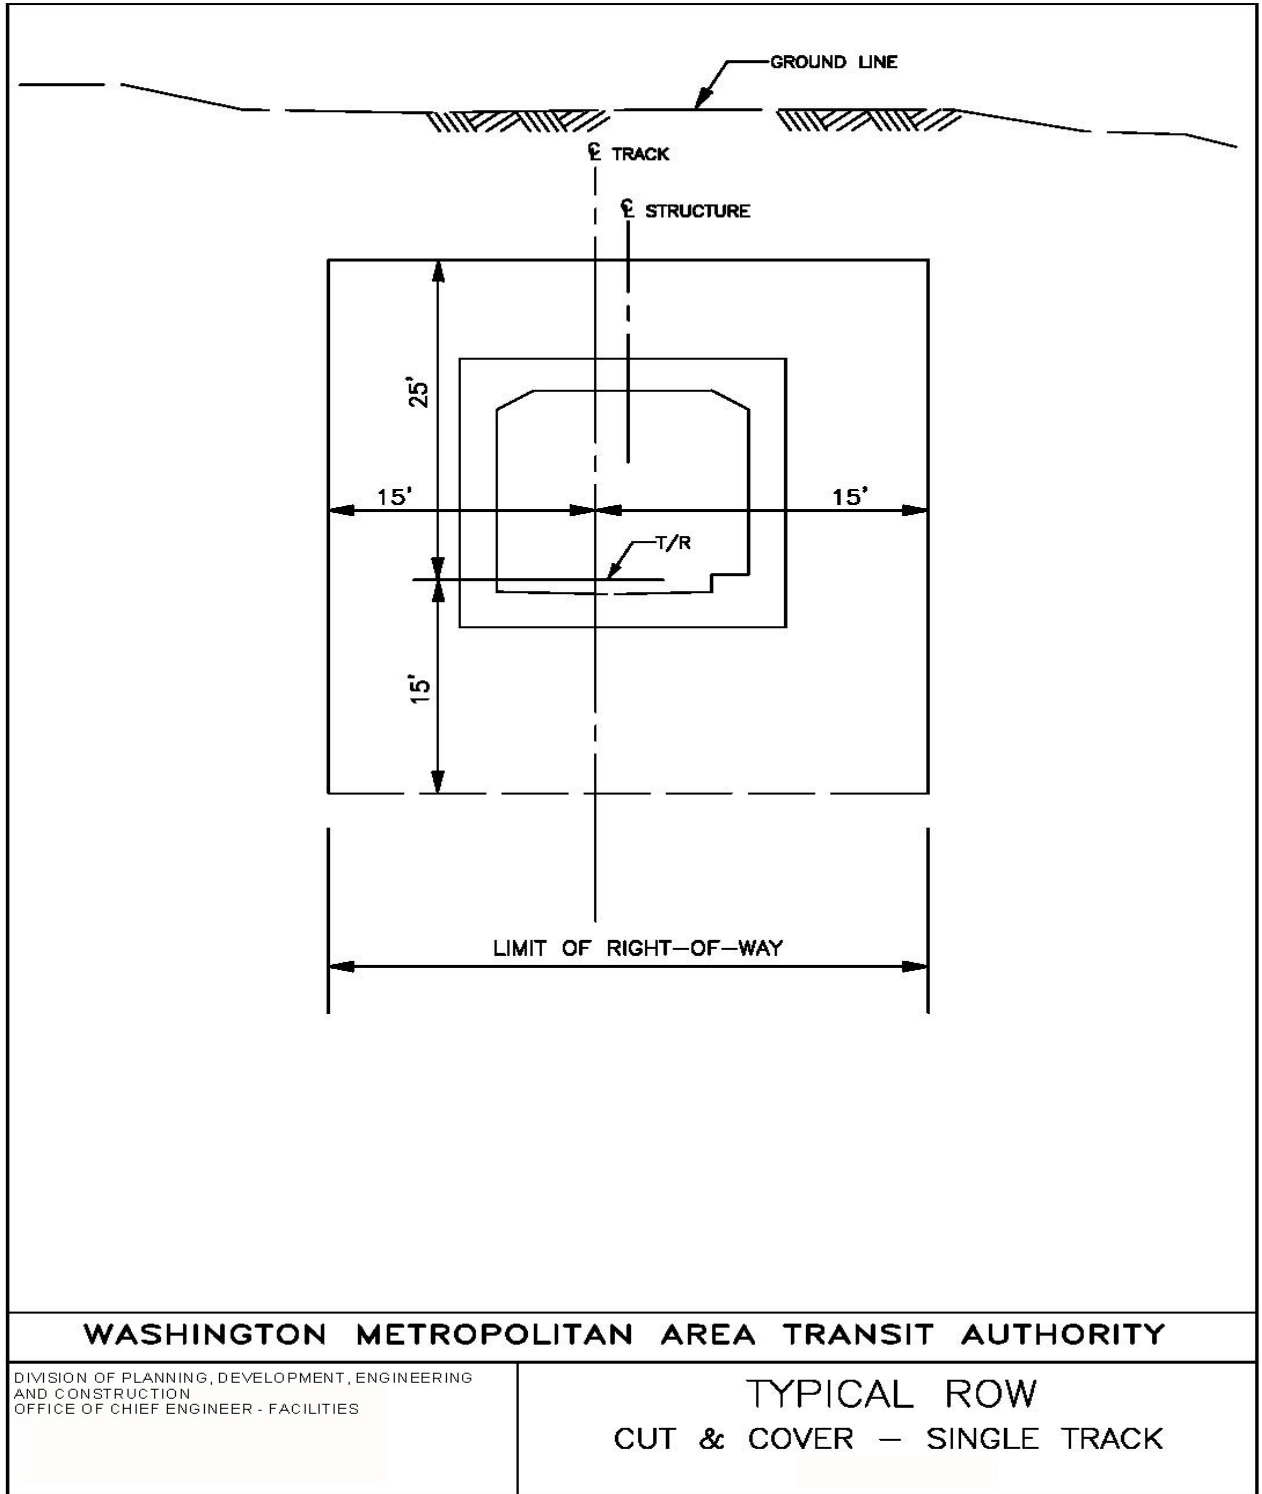 GROUND LINE
℄ TRACK
℄ STRUCTURE
25'
15'
15'
T/R
15'
LIMIT OF RIGHT-OF-WAY
WASHINGTON METROPOLITAN AREA TRANSIT AUTHORITY
DIVISION OF PLANNING, DEVELOPMENT, ENGINEERING
AND CONSTRUCTION
OFFICE OF CHIEF ENGINEER - FACILITIES
TYPICAL ROW
CUT & COVER - SINGLE TRACK